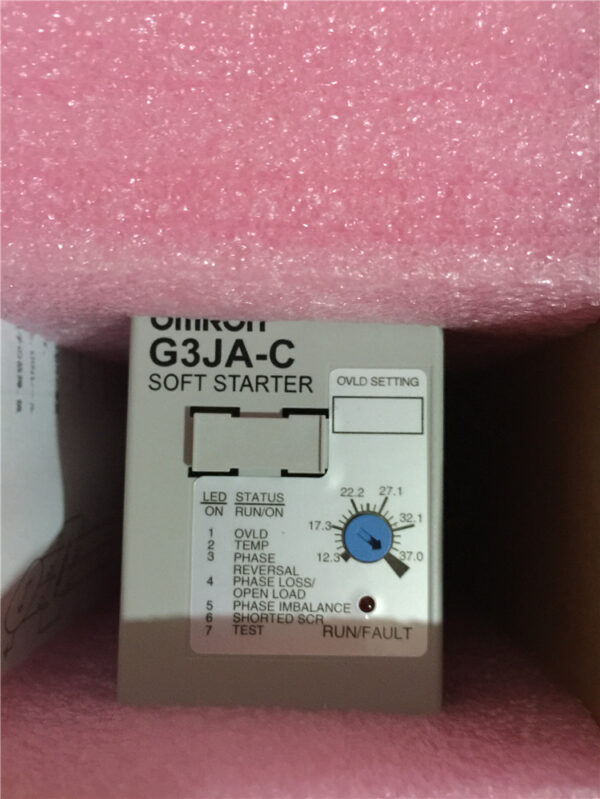 OMRON
G3JA-C
SOFT STARTER
OVLD SETTING
LED STATUS
ON RUN/ON
1 OVLD
2 TEMP
3 PHASE
REVERSAL
4 PHASE LOSS/
OPEN LOAD
5 PHASE IMBALANCE
6 SHORTED SCR
7 TEST
22.2 27.1
17.3 32.1
12.3 37.0
RUN/FAULT